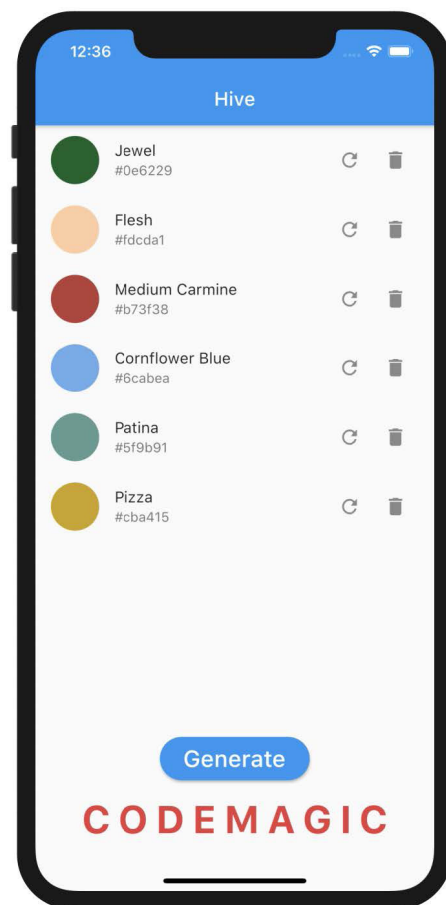 12:36
Hive
Jewel
#0e6229
Flesh
#fdcda1
Medium Carmine
#b73f38
Cornflower Blue
#6cabea
Patina
#5f9b91
Pizza
#cba415
Generate
CODEMAGIC